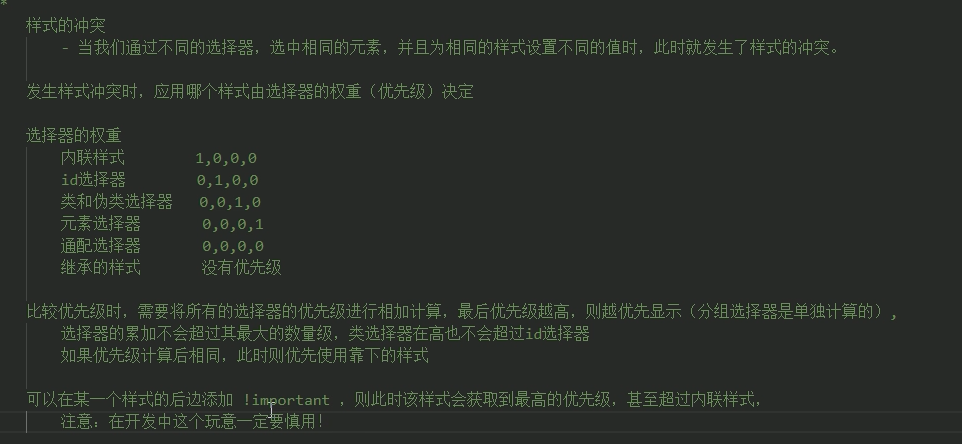 *
样式的冲突
- 当我们通过不同的选择器，选中相同的元素，并且为相同的样式设置不同的值时，此时就发生了样式的冲突。
发生样式冲突时，应用哪个样式由选择器的权重（优先级）决定
选择器的权重
内联样式 1,0,0,0
id选择器 0,1,0,0
类和伪类选择器 0,0,1,0
元素选择器 0,0,0,1
通配选择器 0,0,0,0
继承的样式 没有优先级
比较优先级时，需要将所有的选择器的优先级进行相加计算，最后优先级越高，则越优先显示（分组选择器是单独计算的）,
选择器的累加不会超过其最大的数量级，类选择器在高也不会超过id选择器
如果优先级计算后相同，此时则优先使用靠下的样式
可以在某一个样式的后边添加 !important ，则此时该样式会获取到最高的优先级，甚至超过内联样式，
注意：在开发中这个玩意一定要慎用！